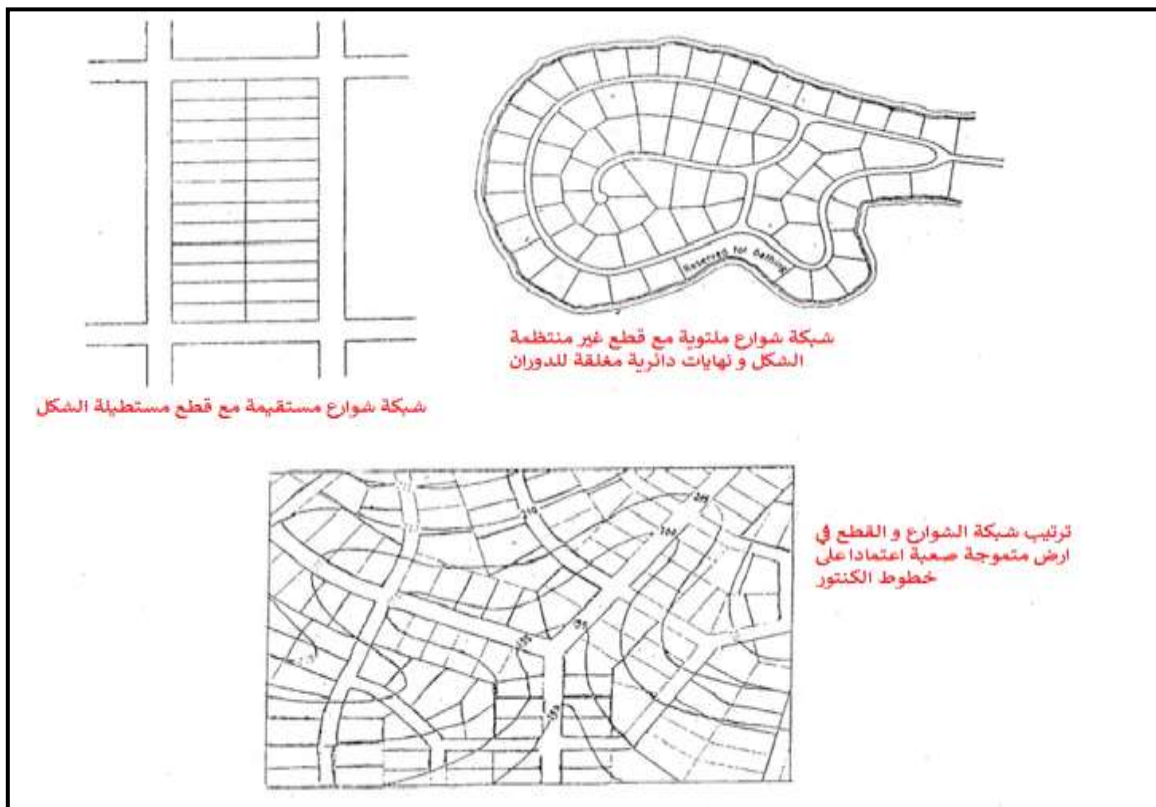 شبكة شوارع مستقيمة مع قطع مستطيلة الشكل
Reserved for bathing
شبكة شوارع ملتوية مع قطع غير منتظمة
الشكل و نهايات دائرية مغلقة للدوران
ترتيب شبكة الشوارع و القطع في
ارض متموجة صعبة اعتمادا على
خطوط الكنتور
210